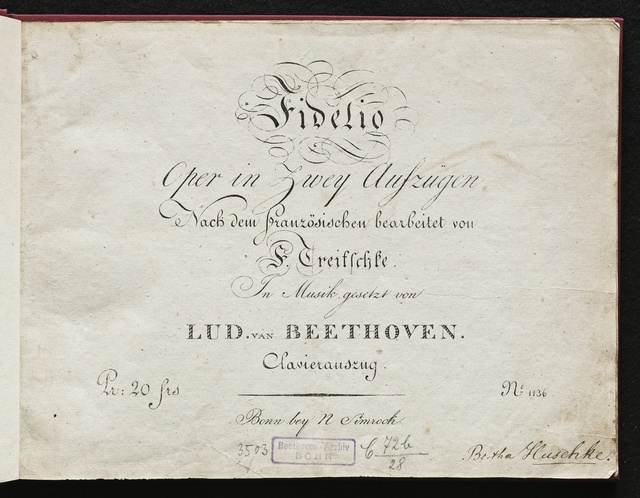 Fidelio
Oper in Zwey Aufzügen
Nach dem französischen bearbeitet von
F. Treitschke.
In Musik gesetzt von
LUD. VAN BEETHOVEN.
Clavierauszug.
Pr: 20 frs
No 1136
Bonn bey N Simrock
3503
Beethoven-Archiv
BONN
C 72b
28
Bertha Huschke.